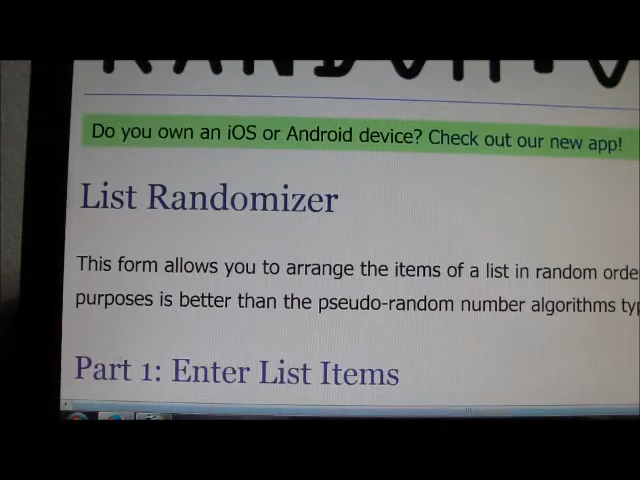 Do you own an iOS or Android device? Check out our new app!
List Randomizer
This form allows you to arrange the items of a list in random
purposes is better than the pseudo-random number algorithms
Part 1: Enter List Items